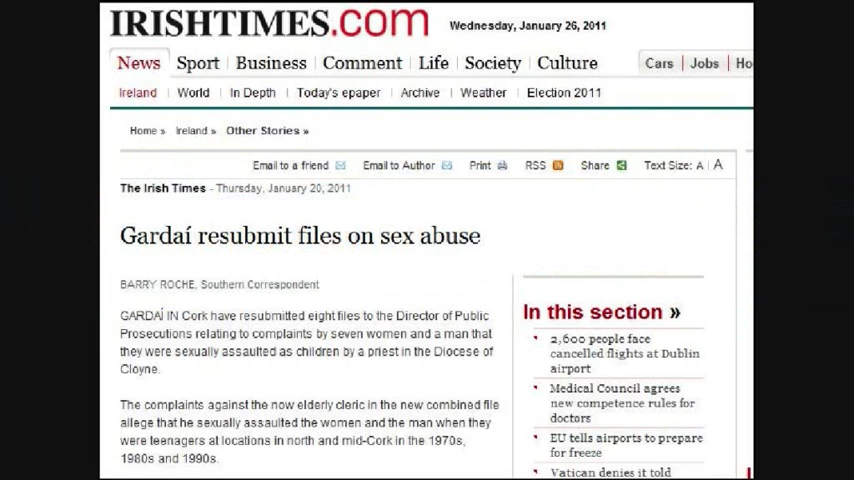 IRISHTIMES.com
Wednesday, January 26, 2011
News Sport Business Comment Life Society Culture Cars Jobs
Ireland World In Depth Today's epaper Archive Weather Election 2011
Home » Ireland » Other Stories »
Email to a friend Email to Author Print RSS Share Text Size: A A
The Irish Times - Thursday, January 20, 2011
Gardaí resubmit files on sex abuse
BARRY ROCHE, Southern Correspondent
GARDAÍ IN Cork have resubmitted eight files to the Director of Public
Prosecutions relating to complaints by seven women and a man that
they were sexually assaulted as children by a priest in the Diocese of
Cloyne.
The complaints against the now elderly cleric in the new combined file
allege that he sexually assaulted the women and the man when they
were teenagers at locations in north and mid-Cork in the 1970s,
1980s and 1990s.
In this section »
2,600 people face
cancelled flights at Dublin
airport
Medical Council agrees
new competence rules for
doctors
EU tells airports to prepare
for freeze
Vatican denies it told